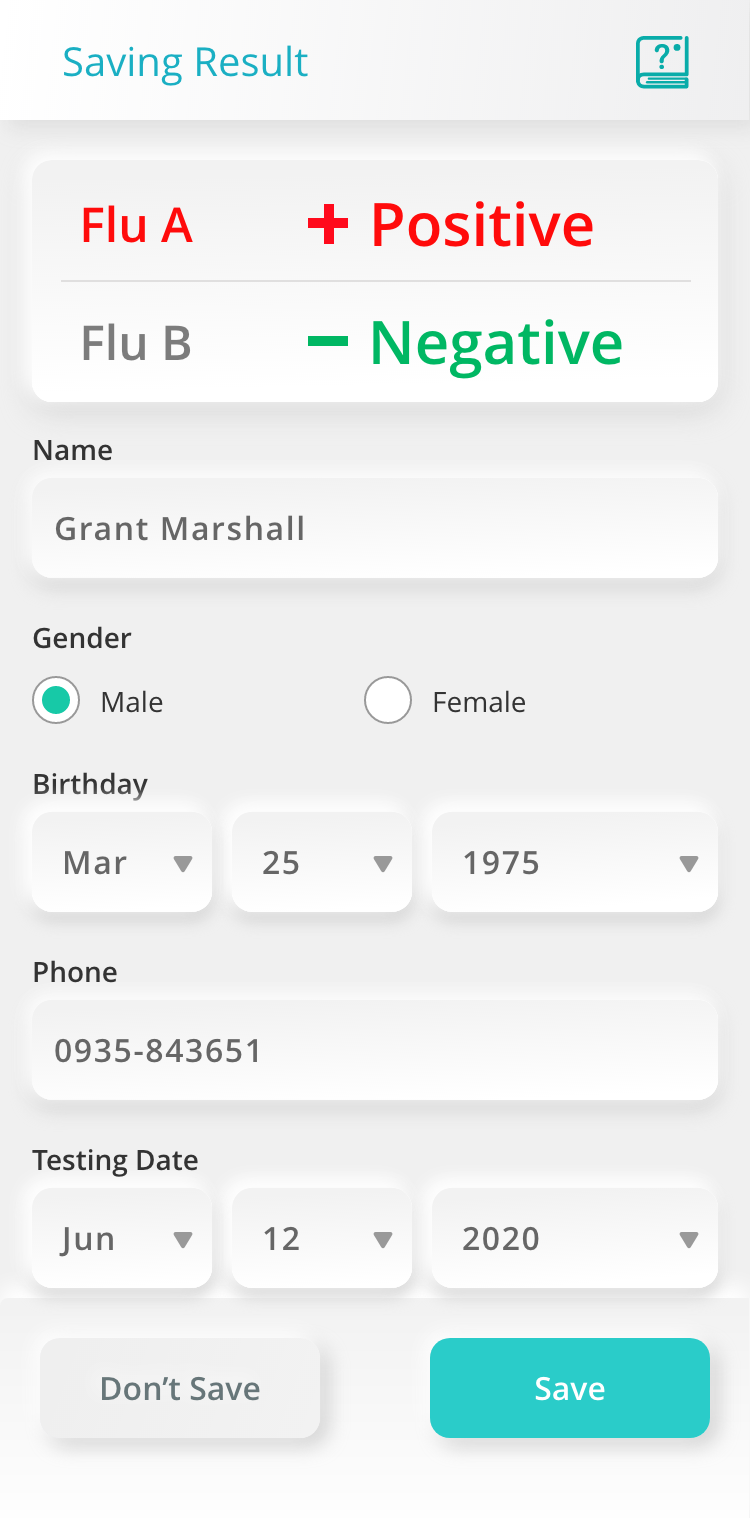 Saving Result
?
Flu A + Positive
Flu B − Negative
Name
Grant Marshall
Gender
Male Female
Birthday
Mar 25 1975
Phone
0935-843651
Testing Date
Jun 12 2020
Don’t Save Save